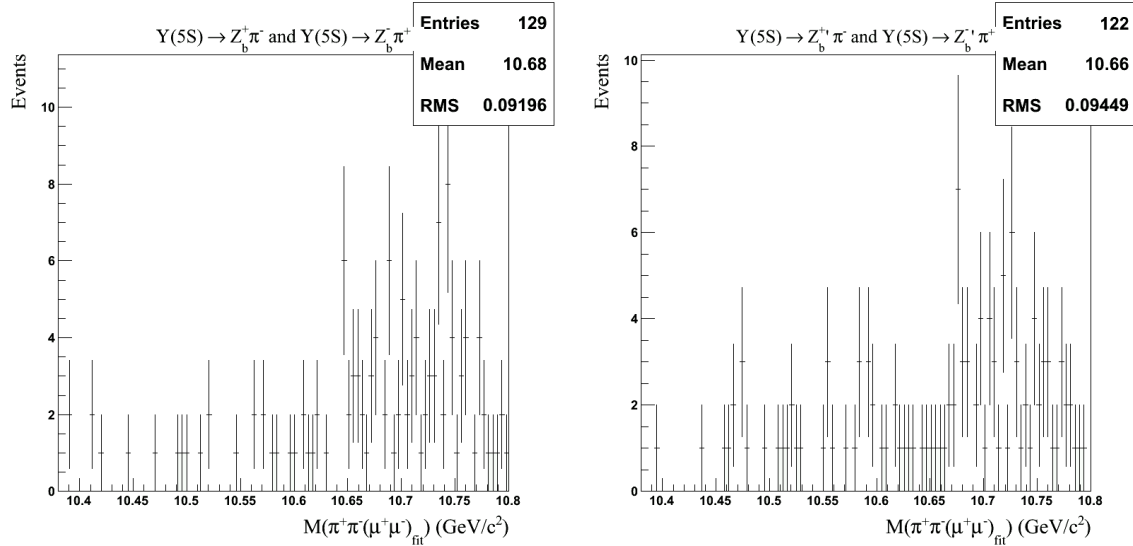 Υ(5S) → Z_b^+ π^- and Υ(5S) → Z_b^- π^+
Entries 129
Mean 10.68
RMS 0.09196
Events
10
8
6
4
2
0
10.4 10.45 10.5 10.55 10.6 10.65 10.7 10.75 10.8
M(π^+π^-(μ^+μ^-)_fit) (GeV/c^2)
Υ(5S) → Z_b^+' π^- and Υ(5S) → Z_b^-' π^+
Entries 122
Mean 10.66
RMS 0.09449
Events
10
8
6
4
2
0
10.4 10.45 10.5 10.55 10.6 10.65 10.7 10.75 10.8
M(π^+π^-(μ^+μ^-)_fit) (GeV/c^2)